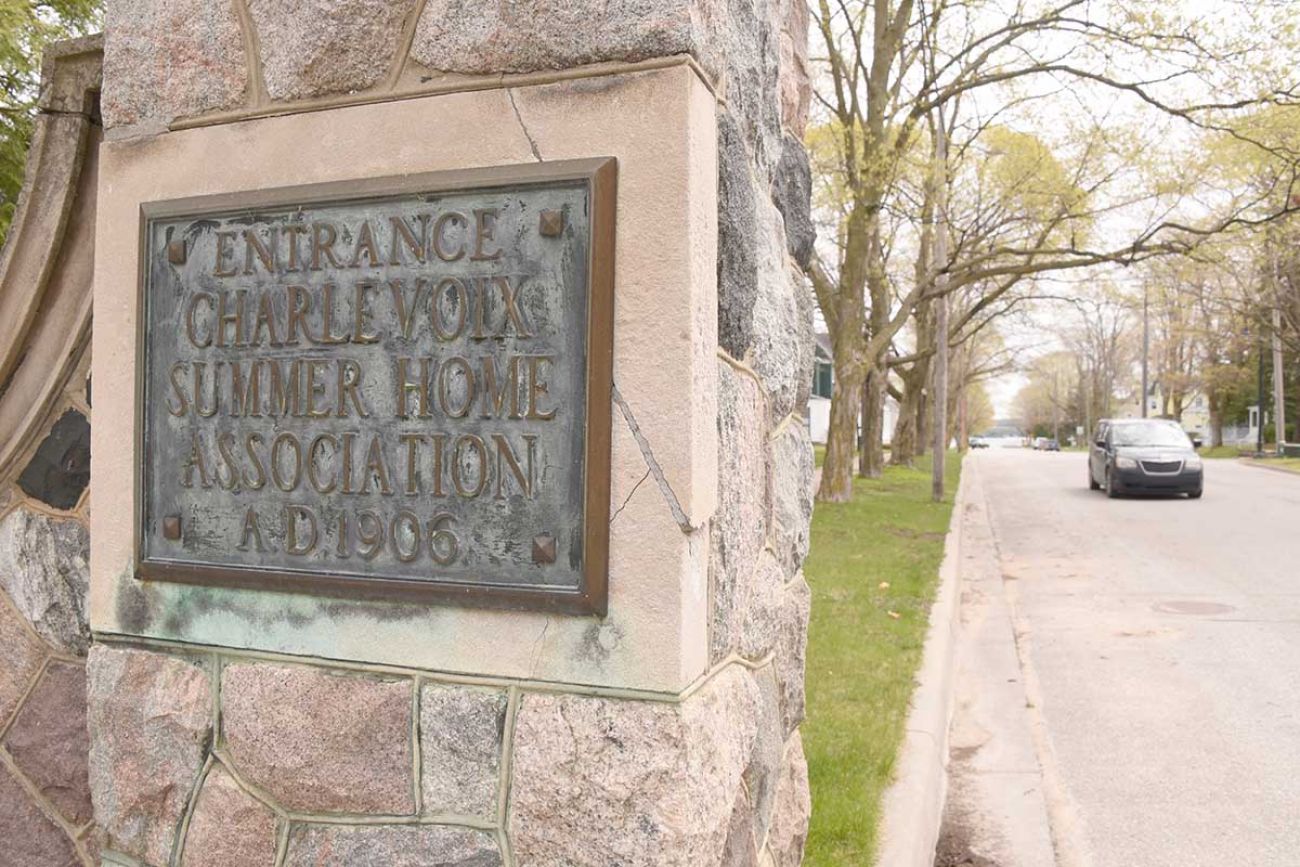 ENTRANCE
CHARLEVOIX
SUMMER HOME
ASSOCIATION
A.D. 1906